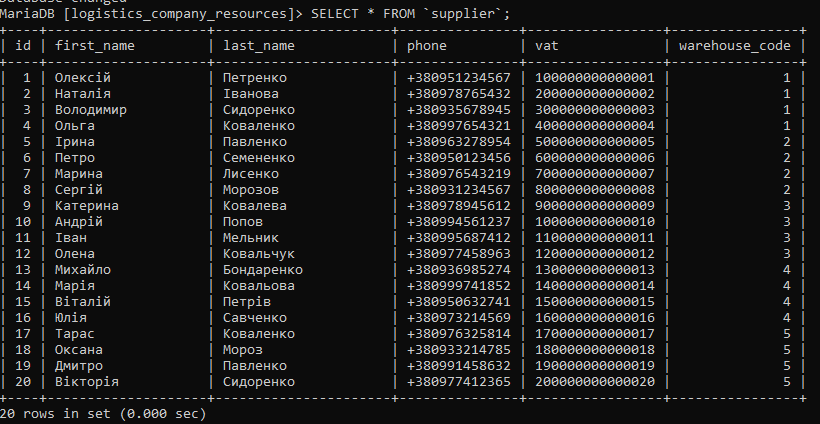 Database changed
MariaDB [logistics_company_resources]> SELECT * FROM `supplier`;
+----+------------+-----------+---------------+-----------------+----------------+
| id | first_name | last_name | phone | vat | warehouse_code |
+----+------------+-----------+---------------+-----------------+----------------+
| 1 | Олексій | Петренко | +380951234567 | 100000000000001 | 1 |
| 2 | Наталія | Іванова | +380978765432 | 200000000000002 | 1 |
| 3 | Володимир | Сидоренко | +380935678945 | 300000000000003 | 1 |
| 4 | Ольга | Коваленко | +380997654321 | 400000000000004 | 1 |
| 5 | Ірина | Павленко | +380963278954 | 500000000000005 | 2 |
| 6 | Петро | Семененко | +380950123456 | 600000000000006 | 2 |
| 7 | Марина | Лисенко | +380976543219 | 700000000000007 | 2 |
| 8 | Сергій | Морозов | +380931234567 | 800000000000008 | 2 |
| 9 | Катерина | Ковалева | +380978945612 | 900000000000009 | 3 |
| 10 | Андрій | Попов | +380994561237 | 100000000000010 | 3 |
| 11 | Іван | Мельник | +380995687412 | 110000000000011 | 3 |
| 12 | Олена | Ковальчук | +380977458963 | 120000000000012 | 3 |
| 13 | Михайло | Бондаренко | +380936985274 | 130000000000013 | 4 |
| 14 | Марія | Ковальова | +380999741852 | 140000000000014 | 4 |
| 15 | Віталій | Петрів | +380950632741 | 150000000000015 | 4 |
| 16 | Юлія | Савченко | +380973214569 | 160000000000016 | 4 |
| 17 | Тарас | Коваленко | +380976325814 | 170000000000017 | 5 |
| 18 | Оксана | Мороз | +380933214785 | 180000000000018 | 5 |
| 19 | Дмитро | Павленко | +380991458632 | 190000000000019 | 5 |
| 20 | Вікторія | Сидоренко | +380977412365 | 200000000000020 | 5 |
+----+------------+-----------+---------------+-----------------+----------------+
20 rows in set (0.000 sec)